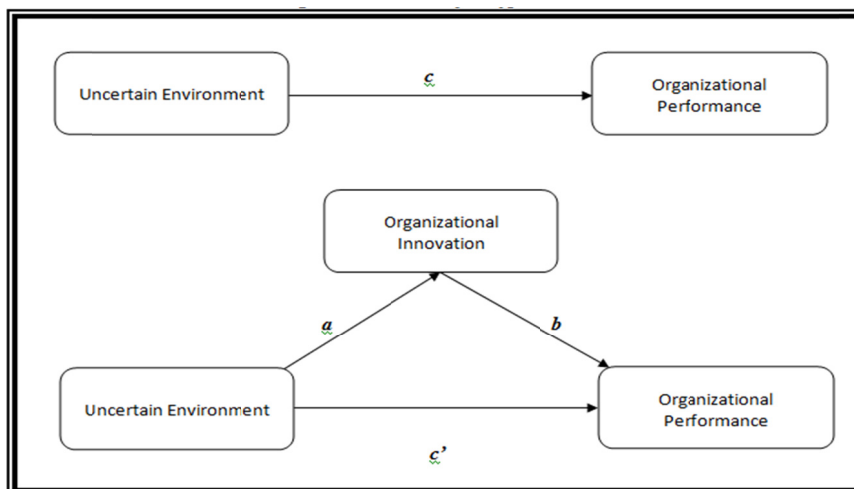 c
Uncertain Environment
Organizational
Performance
Organizational
Innovation
a
b
Uncertain Environment
Organizational
Performance
c’